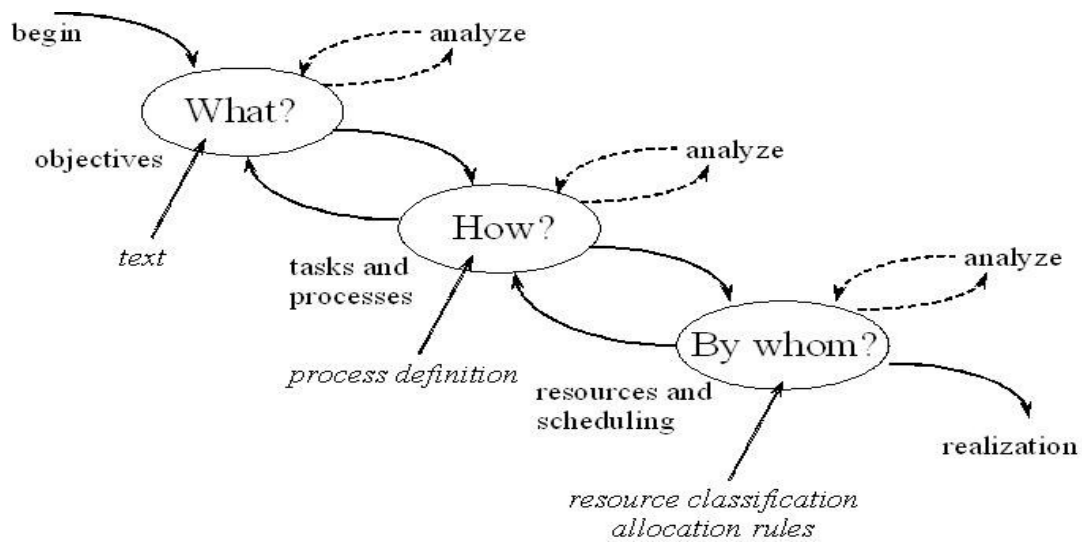 begin
analyze
What?
objectives
analyze
text
How?
tasks and
processes
analyze
process definition
By whom?
resources and
scheduling
realization
resource classification
allocation rules